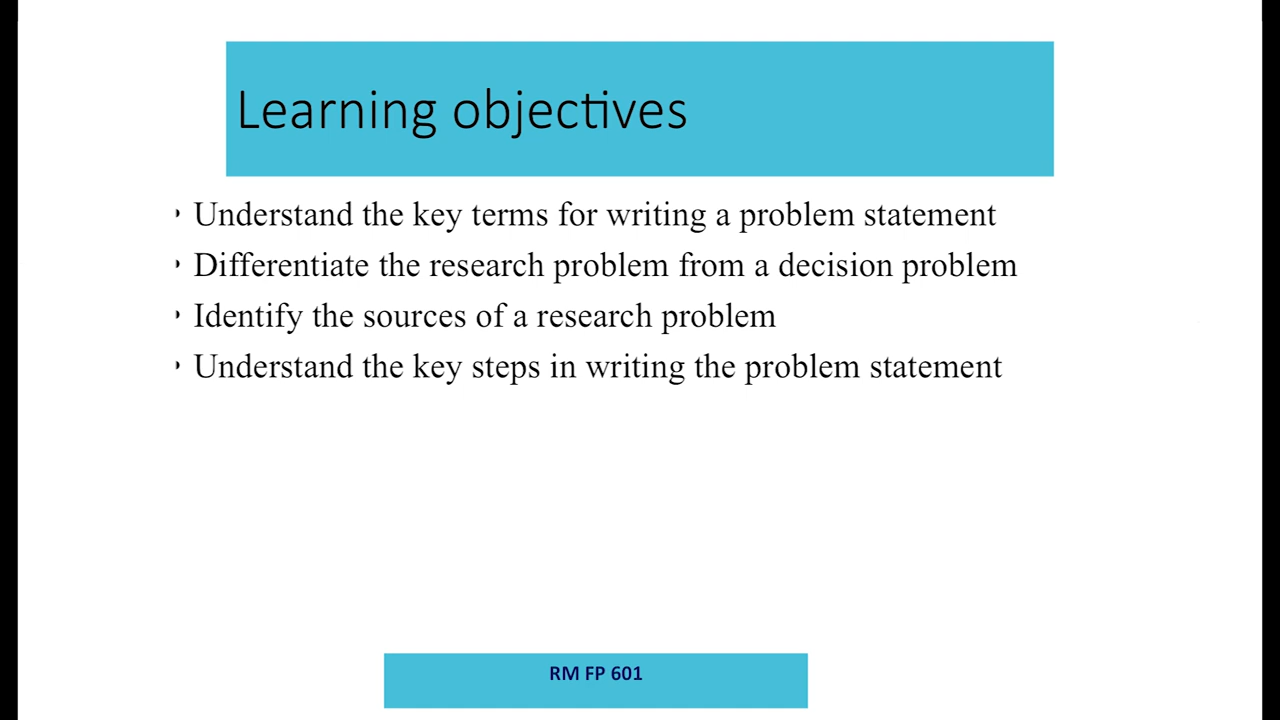 Learning objectives
Understand the key terms for writing a problem statement
Differentiate the research problem from a decision problem
Identify the sources of a research problem
Understand the key steps in writing the problem statement
RM FP 601